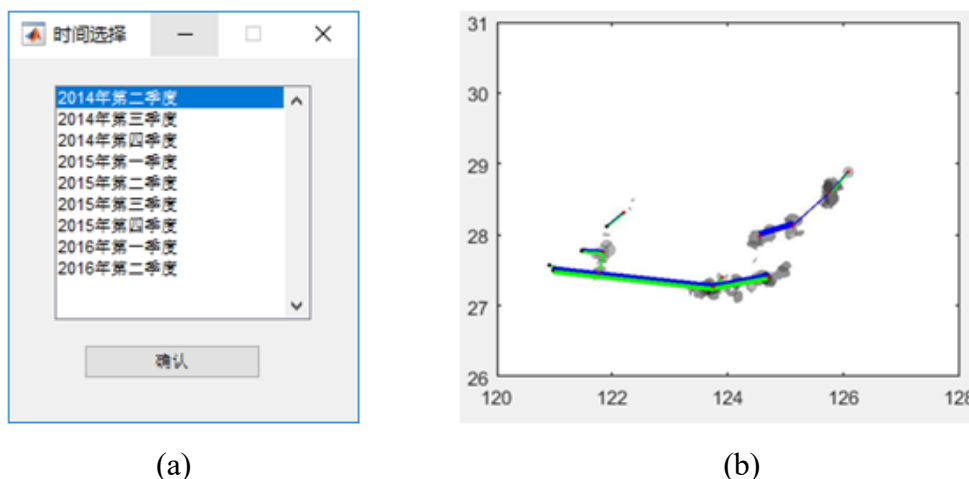 时间选择
2014年第二季度
2014年第三季度
2014年第四季度
2015年第一季度
2015年第二季度
2015年第三季度
2015年第四季度
2016年第一季度
2016年第二季度
确认
(a)
31
30
29
28
27
26
120
122
124
126
128
(b)